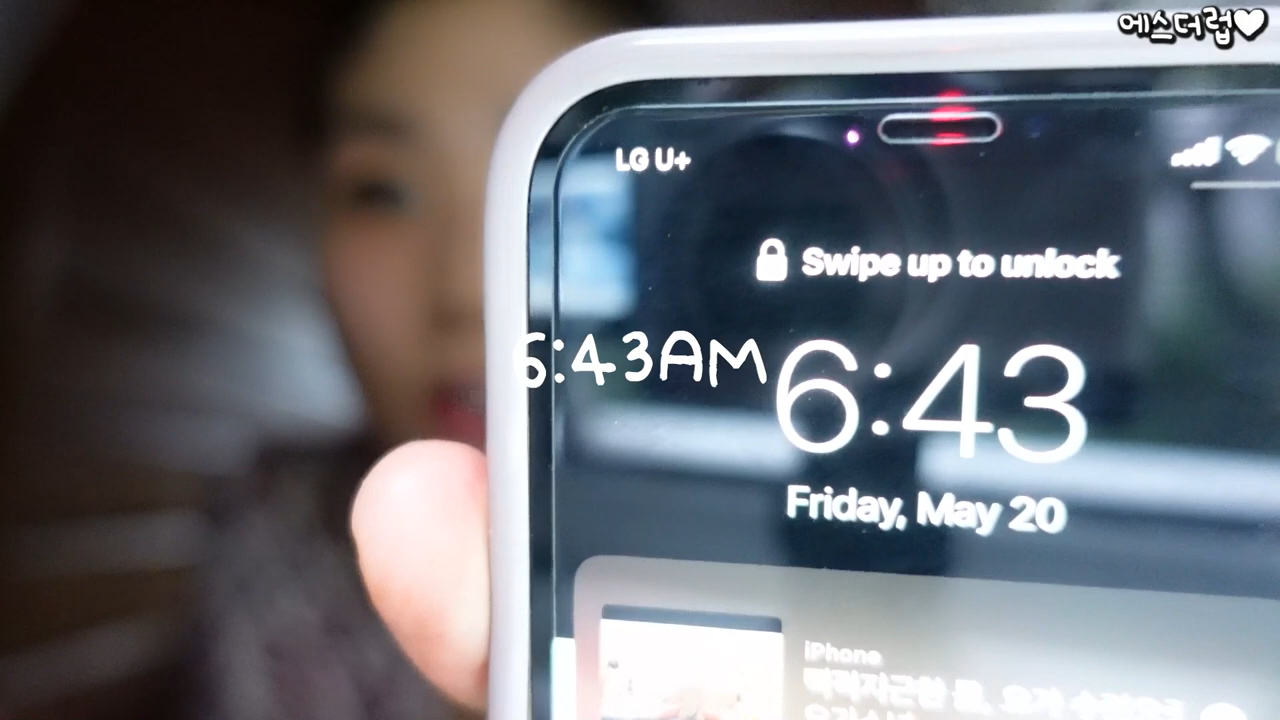 에스더럽♥
LG U+
Swipe up to unlock
6:43AM
6:43
Friday, May 20
iPhone